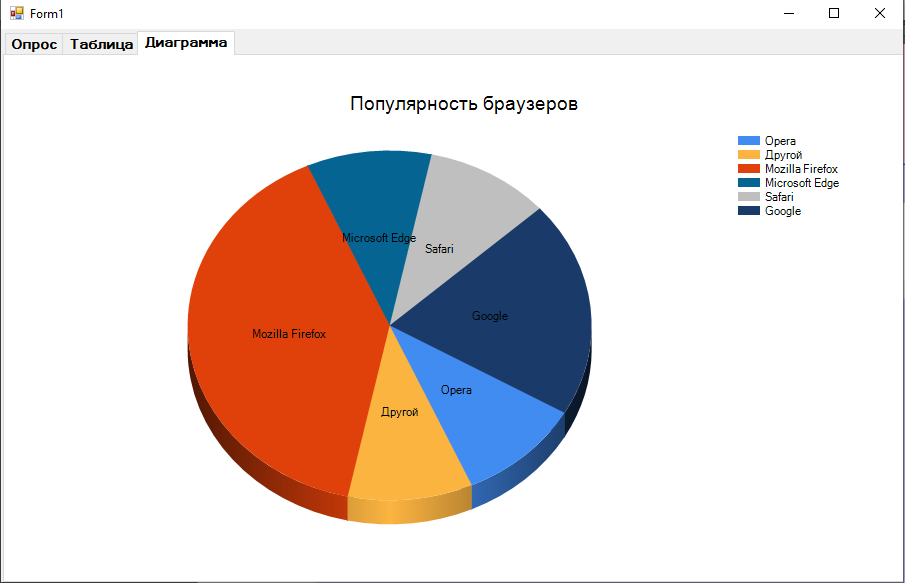 Form1
Опрос Таблица Диаграмма
Популярность браузеров
Opera
Другой
Mozilla Firefox
Microsoft Edge
Safari
Google
Microsoft Edge
Safari
Google
Mozilla Firefox
Opera
Другой